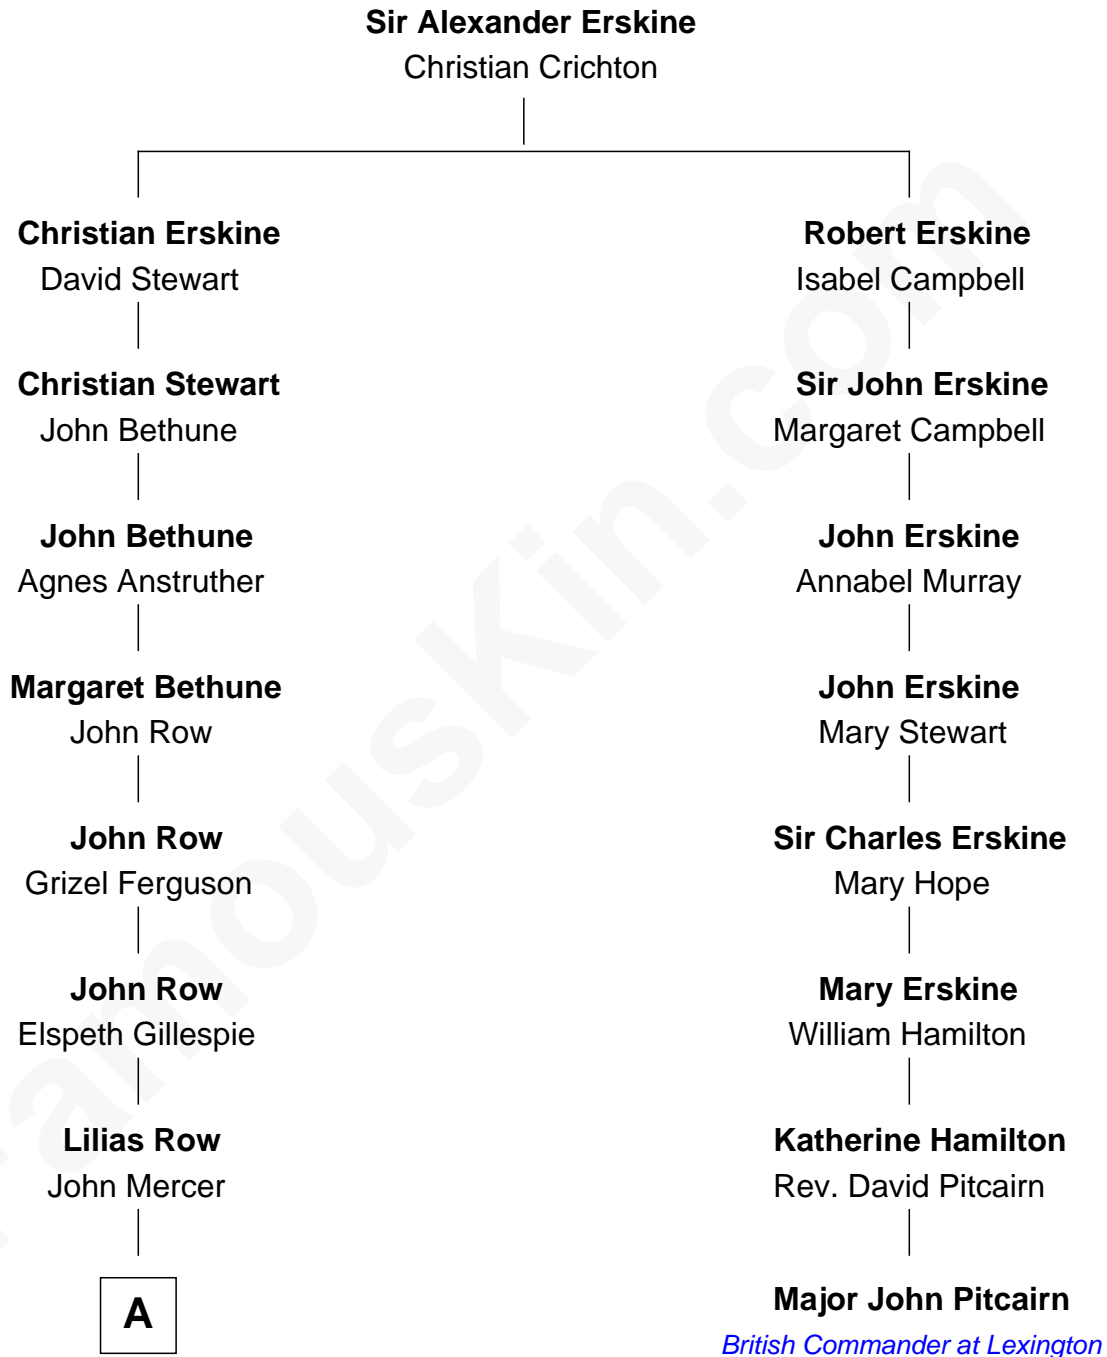 Sir Alexander Erskine
Christian Crichton
Christian Erskine
David Stewart
Robert Erskine
Isabel Campbell
Christian Stewart
John Bethune
Sir John Erskine
Margaret Campbell
John Bethune
Agnes Anstruther
John Erskine
Annabel Murray
Margaret Bethune
John Row
John Erskine
Mary Stewart
John Row
Grizel Ferguson
Sir Charles Erskine
Mary Hope
John Row
Elspeth Gillespie
Mary Erskine
William Hamilton
Lilias Row
John Mercer
Katherine Hamilton
Rev. David Pitcairn
A
Major John Pitcairn
British Commander at Lexington
FamousKin.com